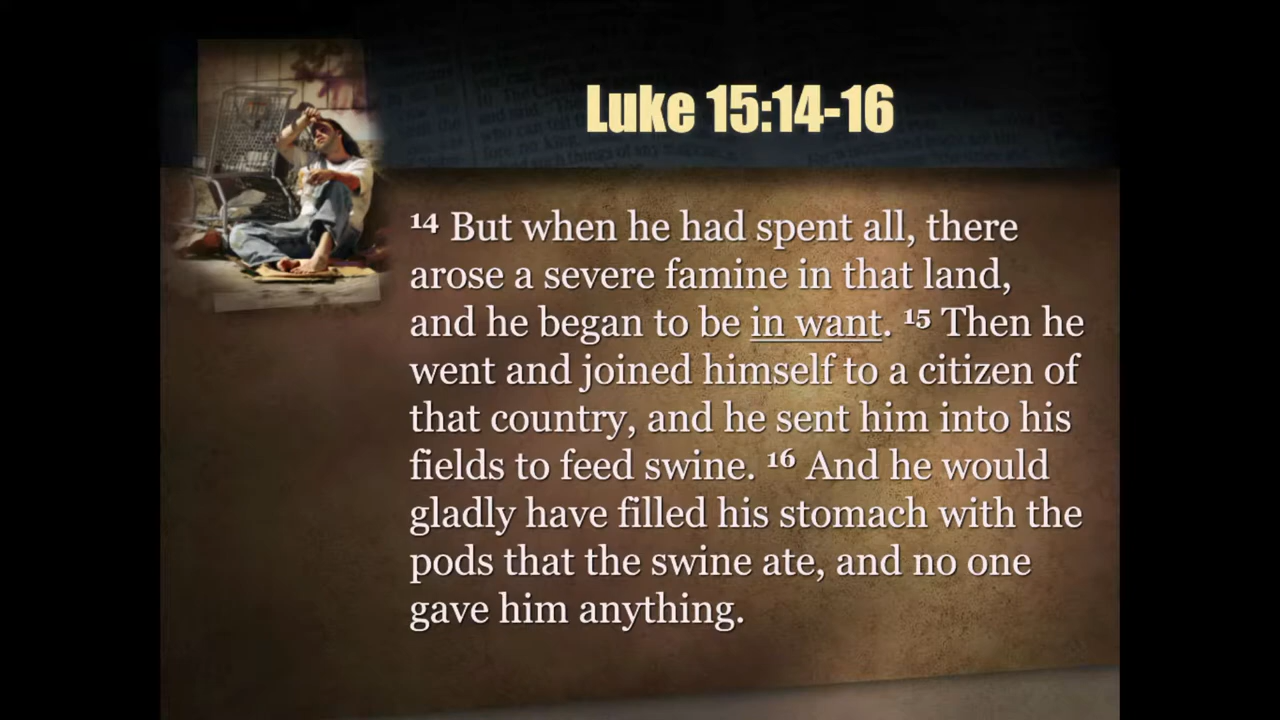 Luke 15:14-16
14 But when he had spent all, there
arose a severe famine in that land,
and he began to be in want. 15 Then he
went and joined himself to a citizen of
that country, and he sent him into his
fields to feed swine. 16 And he would
gladly have filled his stomach with the
pods that the swine ate, and no one
gave him anything.